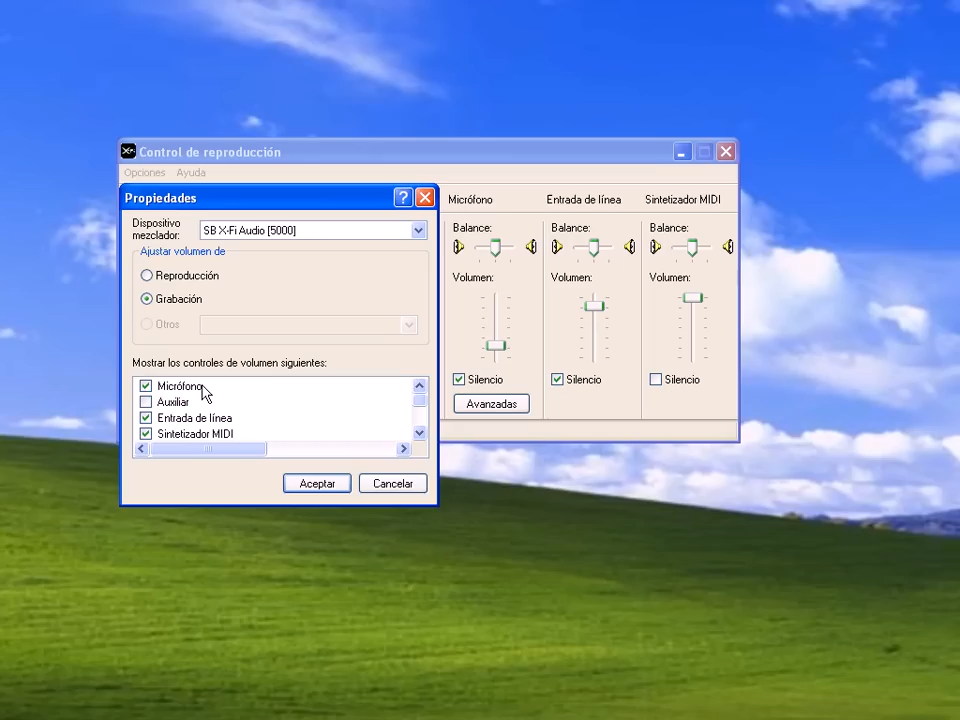 Control de reproducción
Opciones Ayuda
Propiedades
Dispositivo mezclador:
SB X-Fi Audio [5000]
Ajustar volumen de
Reproducción
Grabación
Otros
Mostrar los controles de volumen siguientes:
Micrófono
Auxiliar
Entrada de línea
Sintetizador MIDI
Aceptar
Cancelar
Micrófono
Balance:
Volumen:
Silencio
Avanzadas
Entrada de línea
Balance:
Volumen:
Silencio
Sintetizador MIDI
Balance:
Volumen:
Silencio